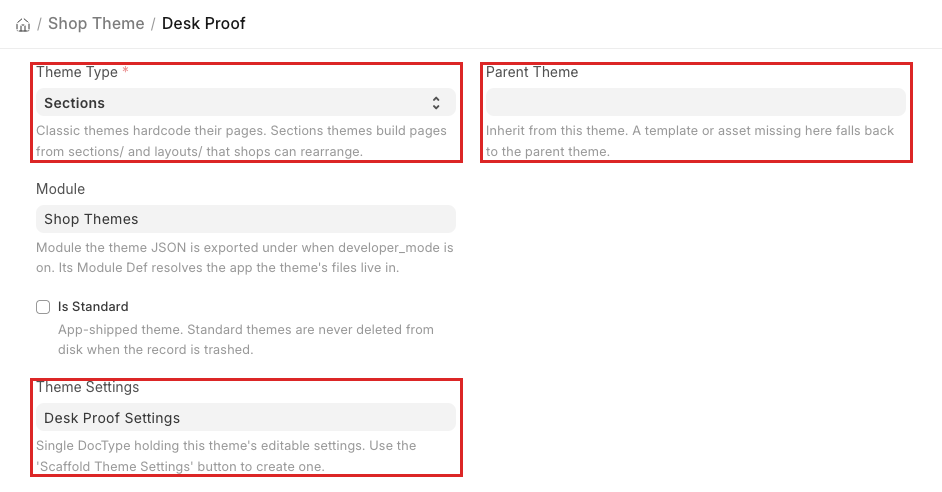 / Shop Theme / Desk Proof
Theme Type *
Sections
Classic themes hardcode their pages. Sections themes build pages
from sections/ and layouts/ that shops can rearrange.
Parent Theme
Inherit from this theme. A template or asset missing here falls back
to the parent theme.
Module
Shop Themes
Module the theme JSON is exported under when developer_mode is
on. Its Module Def resolves the app the theme's files live in.
Is Standard
App-shipped theme. Standard themes are never deleted from
disk when the record is trashed.
Theme Settings
Desk Proof Settings
Single DocType holding this theme's editable settings. Use the
'Scaffold Theme Settings' button to create one.